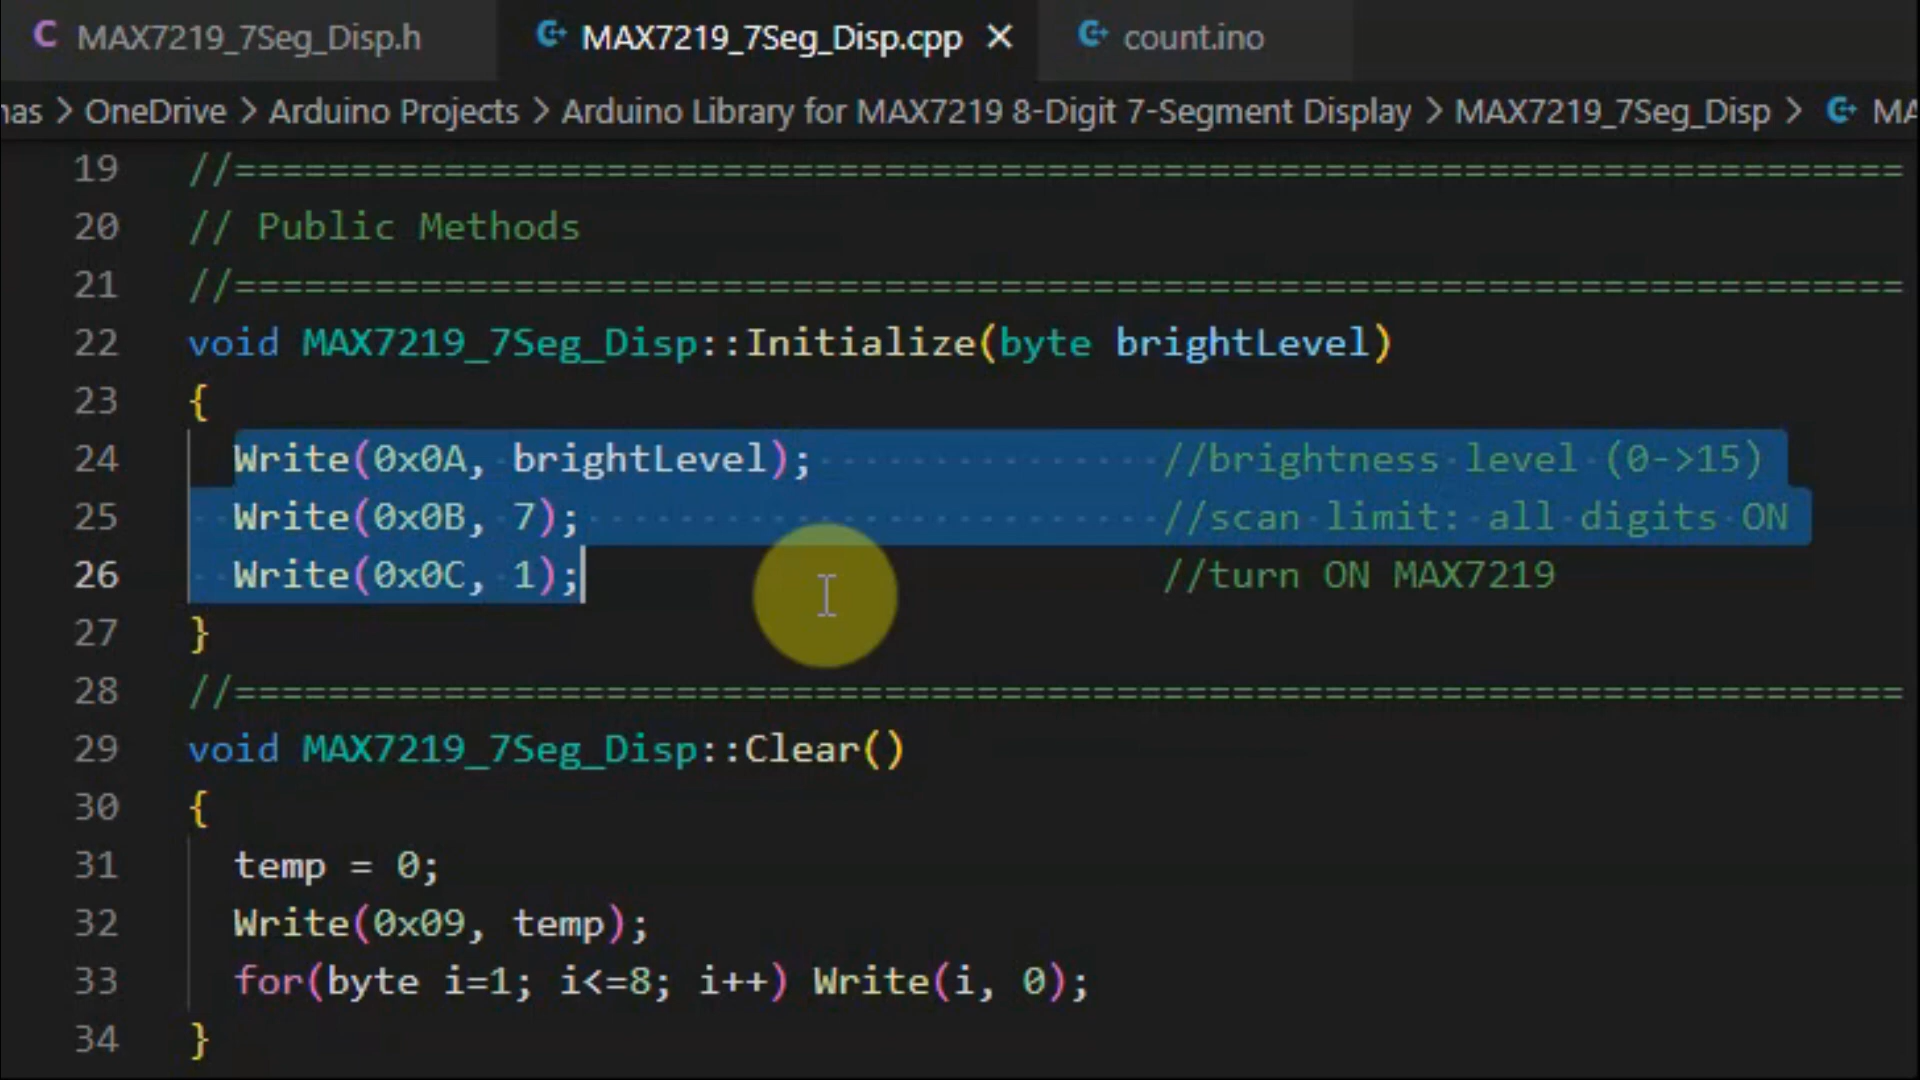 MAX7219_7Seg_Disp.h MAX7219_7Seg_Disp.cpp count.ino
> OneDrive > Arduino Projects > Arduino Library for MAX7219 8-Digit 7-Segment Display > MAX7219_7Seg_Disp >
19 //=========================================================================
20 // Public Methods
21 //=========================================================================
22 void MAX7219_7Seg_Disp::Initialize(byte brightLevel)
23 {
24 Write(0x0A, brightLevel); //brightness level (0->15)
25 Write(0x0B, 7); //scan limit: all digits ON
26 Write(0x0C, 1); //turn ON MAX7219
27 }
28 //=========================================================================
29 void MAX7219_7Seg_Disp::Clear()
30 {
31 temp = 0;
32 Write(0x09, temp);
33 for(byte i=1; i<=8; i++) Write(i, 0);
34 }